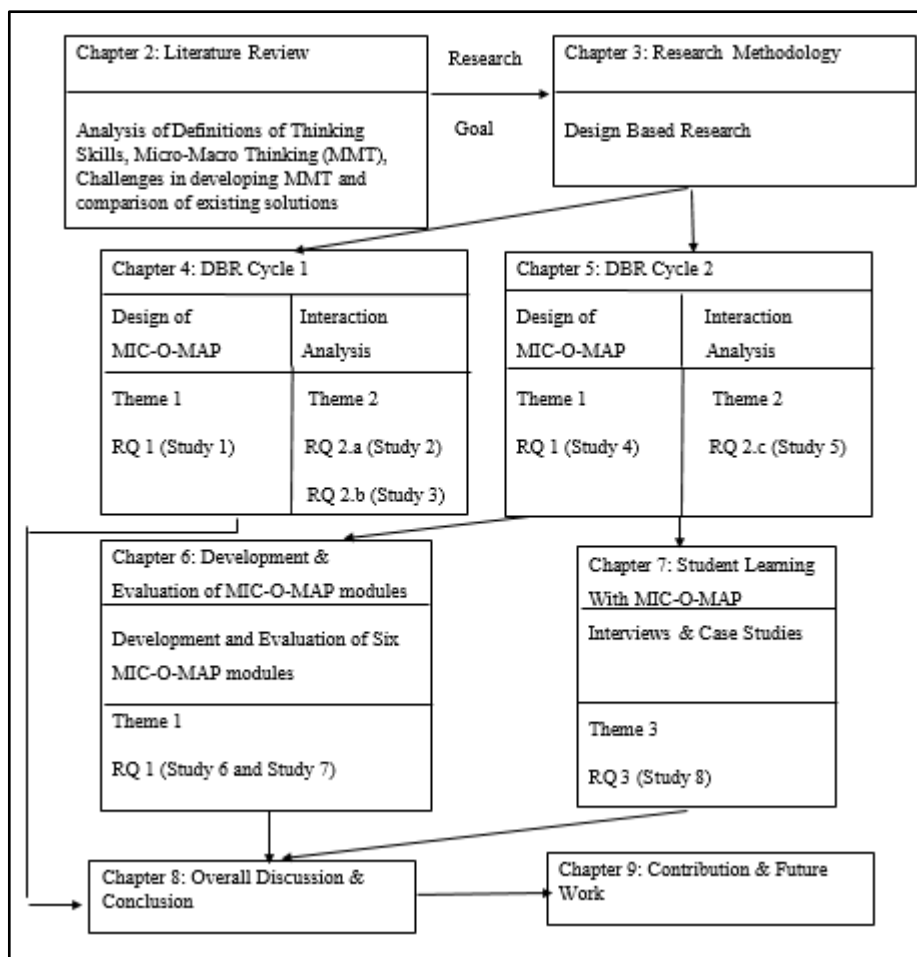 Chapter 2: Literature Review
Analysis of Definitions of Thinking
Skills, Micro-Macro Thinking (MMT),
Challenges in developing MMT and
comparison of existing solutions
Research
Goal
Chapter 3: Research Methodology
Design Based Research
Chapter 4: DBR Cycle 1
Design of
MIC-O-MAP
Interaction
Analysis
Theme 1
RQ 1 (Study 1)
Theme 2
RQ 2.a (Study 2)
RQ 2.b (Study 3)
Chapter 5: DBR Cycle 2
Design of
MIC-O-MAP
Interaction
Analysis
Theme 1
RQ 1 (Study 4)
Theme 2
RQ 2.c (Study 5)
Chapter 6: Development &
Evaluation of MIC-O-MAP modules
Development and Evaluation of Six
MIC-O-MAP modules
Theme 1
RQ 1 (Study 6 and Study 7)
Chapter 7: Student Learning
With MIC-O-MAP
Interviews & Case Studies
Theme 3
RQ 3 (Study 8)
Chapter 8: Overall Discussion &
Conclusion
Chapter 9: Contribution & Future
Work